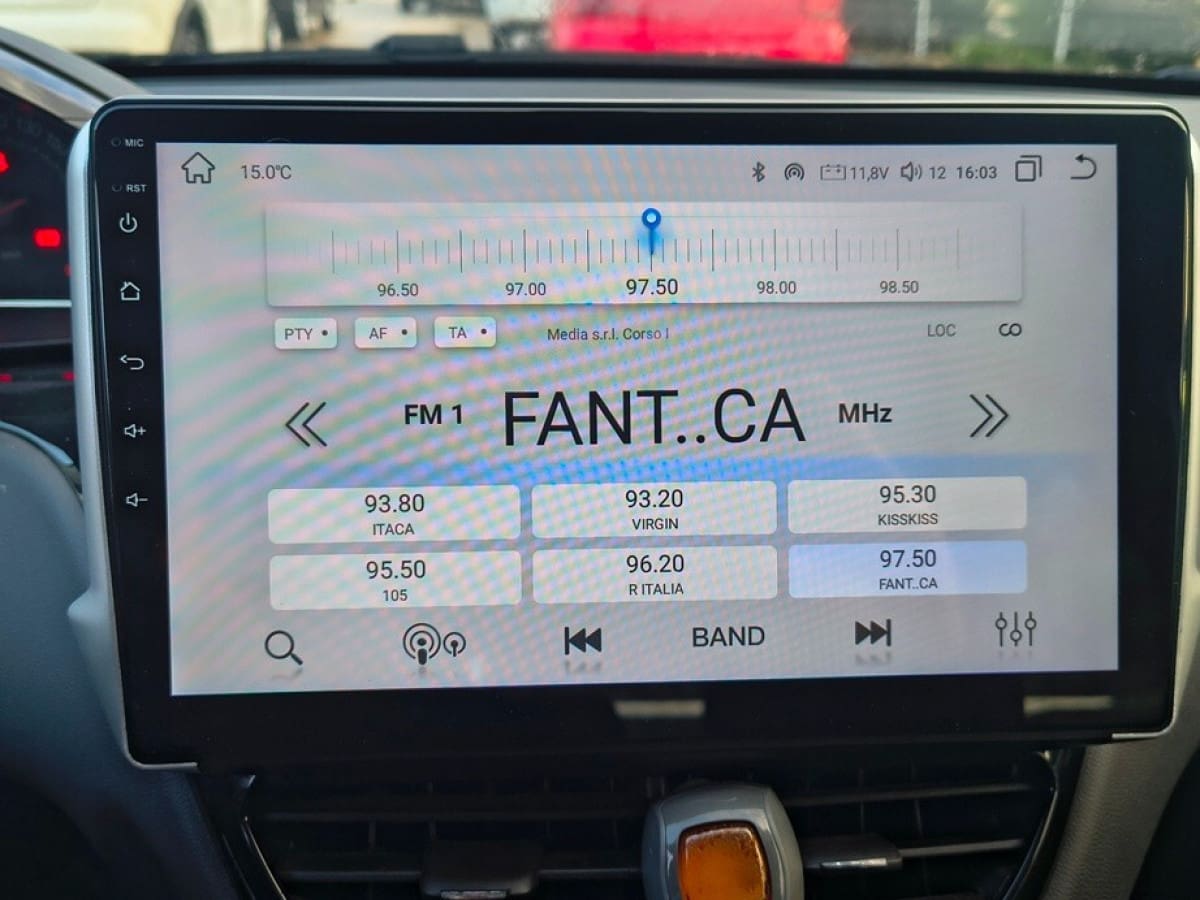 MIC
RST
15.0°C 11,8V 12 16:03
96.50 97.00 97.50 98.00 98.50
PTY • AF • TA • Media s.r.l. Corso I LOC
FM 1 FANT..CA MHz
93.80 93.20 95.30
ITACA VIRGIN KISSKISS
95.50 96.20 97.50
105 R ITALIA FANT..CA
BAND